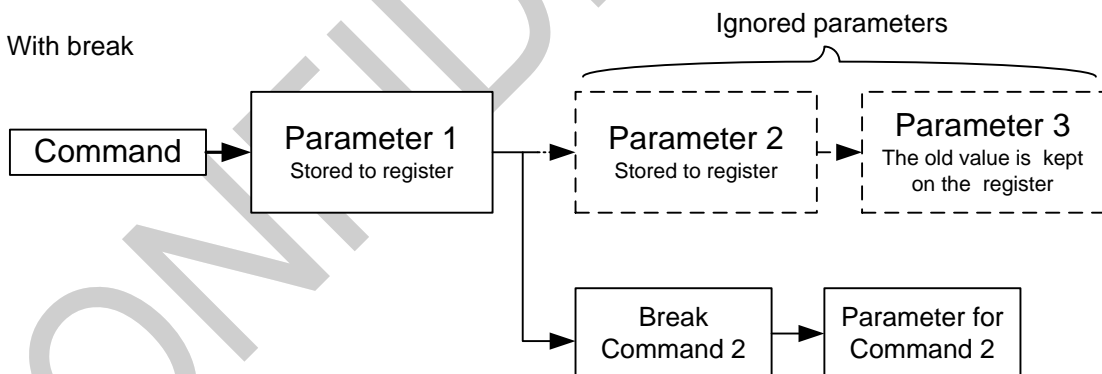 Ignored parameters
With break
Command
Parameter 1
Stored to register
Parameter 2
Stored to register
Parameter 3
The old value is kept
on the register
Break
Command 2
Parameter for
Command 2
ONFID